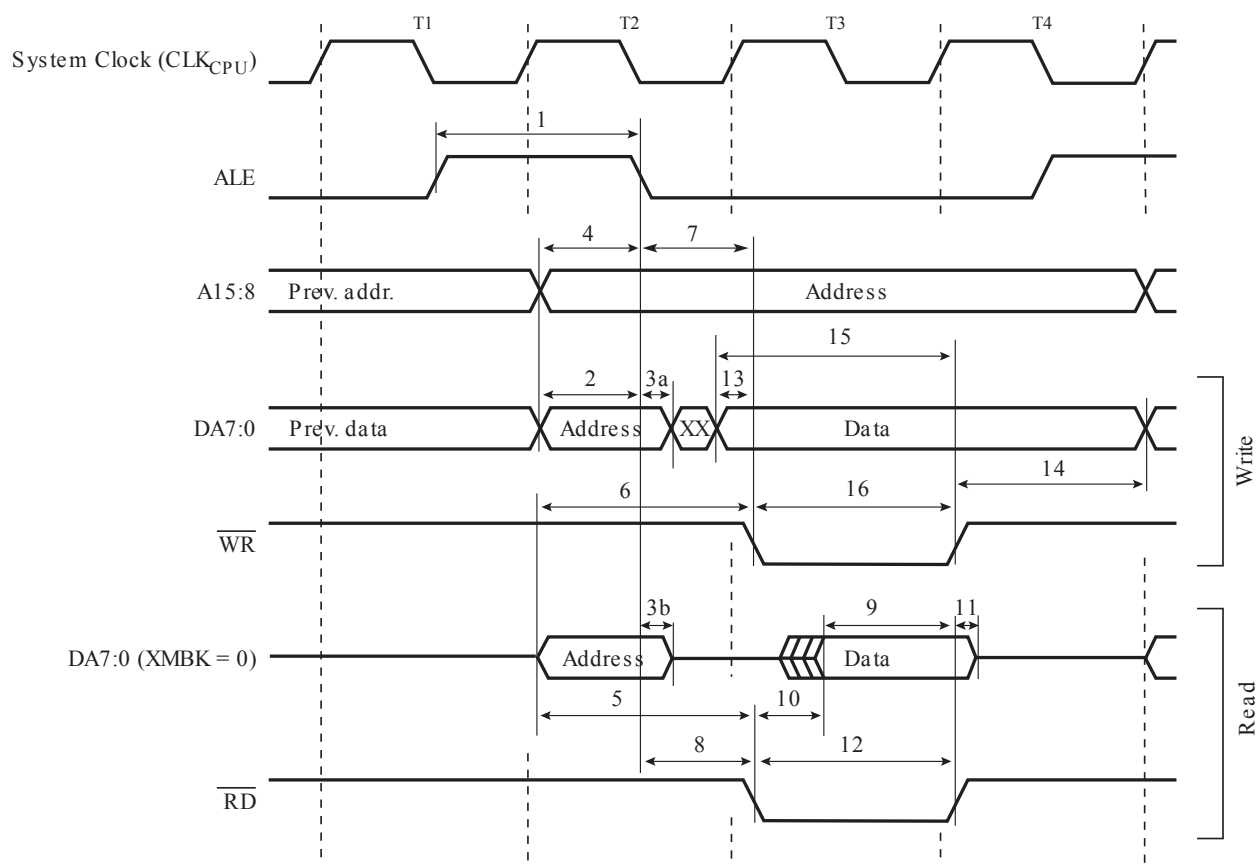 T1 T2 T3 T4
System Clock (CLKCPU)
1
ALE
4 7
A15:8 Prev. addr. Address
15
2 3a 13
DA7:0 Prev. data Address XX Data
14
6 16
WR
Write
3b 9 11
DA7:0 (XMBK = 0) Address Data
5 10
8 12
RD
Read